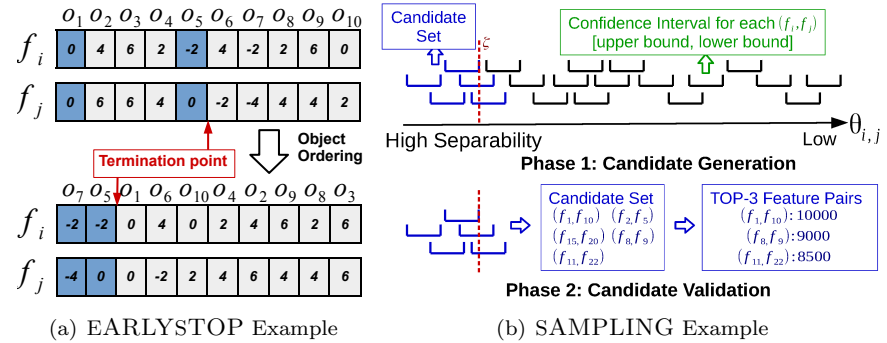 o1 o2 o3 o4 o5 o6 o7 o8 o9 o10
fi 0 4 6 2 -2 4 -2 2 6 0
fj 0 6 6 4 0 -2 -4 4 4 2
Termination point
Object
Ordering
o7 o5 o1 o6 o10 o4 o2 o9 o8 o3
fi -2 -2 0 4 0 2 4 6 2 6
fj -4 0 0 -2 2 4 6 4 4 6
(a) EARLYSTOP Example
Candidate
Set
ζ
Confidence Interval for each (fi,fj)
[upper bound, lower bound]
High Separability
Low
θi,j
Phase 1: Candidate Generation
Candidate Set
(f1,f10) (f2,f5)
(f15,f20) (f8,f9)
(f11,f22)
TOP-3 Feature Pairs
(f1,f10):10000
(f8,f9):9000
(f11,f22):8500
Phase 2: Candidate Validation
(b) SAMPLING Example